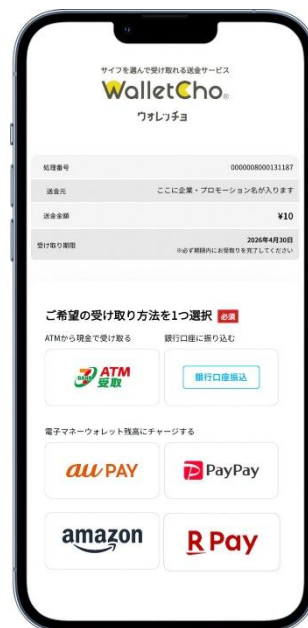 サイフを選んで受け取れる送金サービス
WalletCho®
ウォレッチョ
処理番号 0000008000131187
送金元 ここに企業・プロモーション名が入ります
送金金額 ¥10
受け取り期限 2026年4月30日
※必ず期限内にお受取りを完了してください
ご希望の受け取り方法を1つ選択 必須
ATMから現金で受け取る 銀行口座に振り込む
ATM
受取
銀行口座振込
電子マネーウォレット残高にチャージする
au PAY PayPay
amazon R Pay